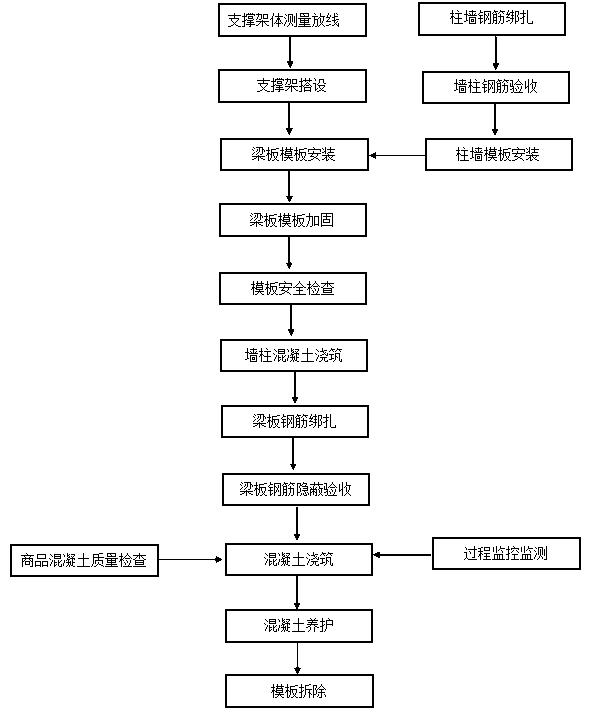 支撑架体测量放线
柱墙钢筋绑扎
支撑架搭设
墙柱钢筋验收
梁板模板安装
柱墙模板安装
梁板模板加固
模板安全检查
墙柱混凝土浇筑
梁板钢筋绑扎
梁板钢筋隐蔽验收
商品混凝土质量检查
混凝土浇筑
过程监控监测
混凝土养护
模板拆除